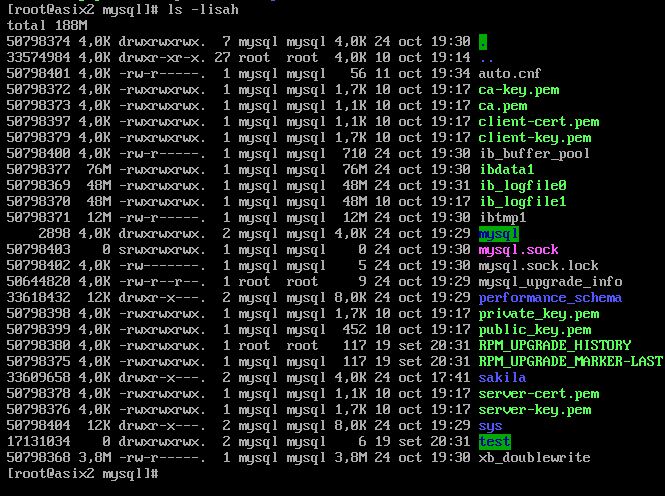 [root@asix2 mysql]# ls -lisah
total 188M
50798374 4,0K drwxrwxrwx.  7 mysql mysql 4,0K 24 oct 19:30 .
33574984 4,0K drwxr-xr-x. 27 root  root  4,0K 10 oct 19:14 ..
50798401 4,0K -rw-r-----.  1 mysql mysql   56 11 oct 19:34 auto.cnf
50798372 4,0K -rwxrwxrwx.  1 mysql mysql 1,7K 10 oct 19:17 ca-key.pem
50798373 4,0K -rwxrwxrwx.  1 mysql mysql 1,1K 10 oct 19:17 ca.pem
50798397 4,0K -rwxrwxrwx.  1 mysql mysql 1,1K 10 oct 19:17 client-cert.pem
50798379 4,0K -rwxrwxrwx.  1 mysql mysql 1,7K 10 oct 19:17 client-key.pem
50798400 4,0K -rw-r-----.  1 mysql mysql  710 24 oct 19:30 ib_buffer_pool
50798377  76M -rwxrwxrwx.  1 mysql mysql  76M 24 oct 19:30 ibdata1
50798369  48M -rwxrwxrwx.  1 mysql mysql  48M 24 oct 19:31 ib_logfile0
50798370  48M -rwxrwxrwx.  1 mysql mysql  48M 10 oct 19:17 ib_logfile1
50798371  12M -rw-r-----.  1 mysql mysql  12M 24 oct 19:30 ibtmp1
    2898 4,0K drwxrwxrwx.  2 mysql mysql 4,0K 24 oct 19:29 mysql
50798403    0 srwxrwxrwx.  1 mysql mysql    0 24 oct 19:30 mysql.sock
50798402 4,0K -rw-------.  1 mysql mysql    5 24 oct 19:30 mysql.sock.lock
50644820 4,0K -rw-r--r--.  1 root  root     9 24 oct 19:29 mysql_upgrade_info
33618432  12K drwxr-x---.  2 mysql mysql 8,0K 24 oct 19:29 performance_schema
50798398 4,0K -rwxrwxrwx.  1 mysql mysql 1,7K 10 oct 19:17 private_key.pem
50798399 4,0K -rwxrwxrwx.  1 mysql mysql  452 10 oct 19:17 public_key.pem
50798380 4,0K -rwxrwxrwx.  1 root  root   117 19 set 20:31 RPM_UPGRADE_HISTORY
50798375 4,0K -rwxrwxrwx.  1 mysql mysql  117 19 set 20:31 RPM_UPGRADE_MARKER-LAST
33609658 4,0K drwxr-x---.  2 mysql mysql 4,0K 24 oct 17:41 sakila
50798378 4,0K -rwxrwxrwx.  1 mysql mysql 1,1K 10 oct 19:17 server-cert.pem
50798376 4,0K -rwxrwxrwx.  1 mysql mysql 1,7K 10 oct 19:17 server-key.pem
50798404  12K drwxr-x---.  2 mysql mysql 8,0K 24 oct 19:29 sys
17131034    0 drwxrwxrwx.  2 mysql mysql    6 19 set 20:31 test
50798368 3,8M -rw-r-----.  1 mysql mysql 3,8M 24 oct 19:30 xb_doublewrite
[root@asix2 mysql]#